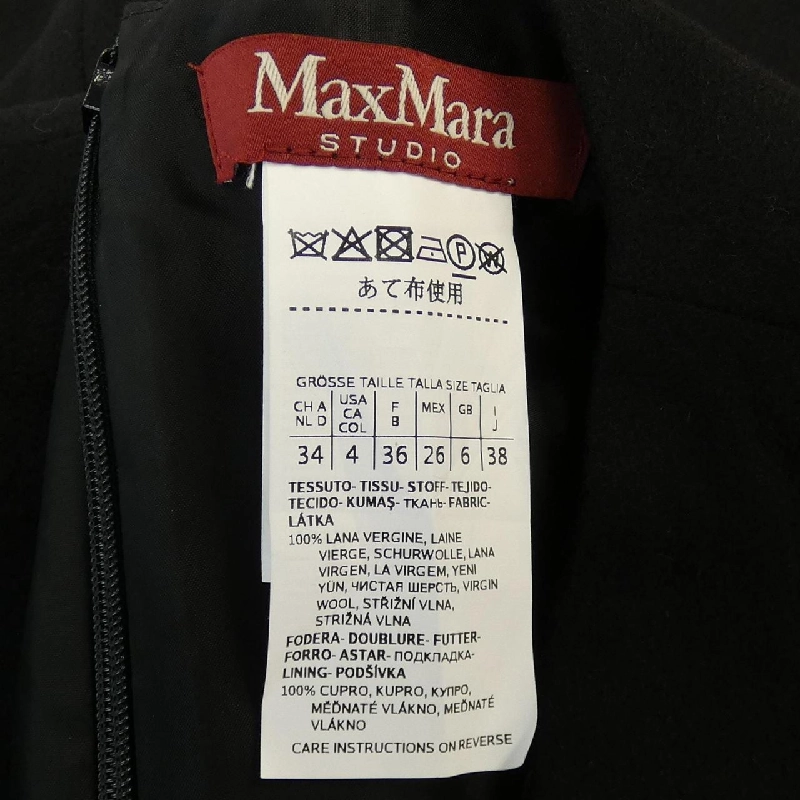 MaxMara
STUDIO
P W
あて布使用
GRÖSSE TAILLE TALLA SIZE TAGLIA
CH A NL D USA CA COL F B MEX GB I J
34 4 36 26 6 38
TESSUTO- TISSU- STOFF- TEJIDO-
TECIDO- KUMAŞ- ТКАНЬ- FABRIC-
LÁTKA
100% LANA VERGINE, LAINE
VIERGE, SCHURWOLLE, LANA
VIRGEN, LA VIRGEM, YENI
YÜN, ЧИСТАЯ ШЕРСТЬ, VIRGIN
WOOL, STŘIŽNÍ VLNA,
STRIŽNÁ VLNA
FODERA- DOUBLURE- FUTTER-
FORRO- ASTAR- ПОДКЛАДКА-
LINING- PODŠÍVKA
100% CUPRO, KUPRO, КУПРО,
MĚĎNATÉ VLÁKNO, MEĎNATÉ
VLÁKNO
CARE INSTRUCTIONS ON REVERSE